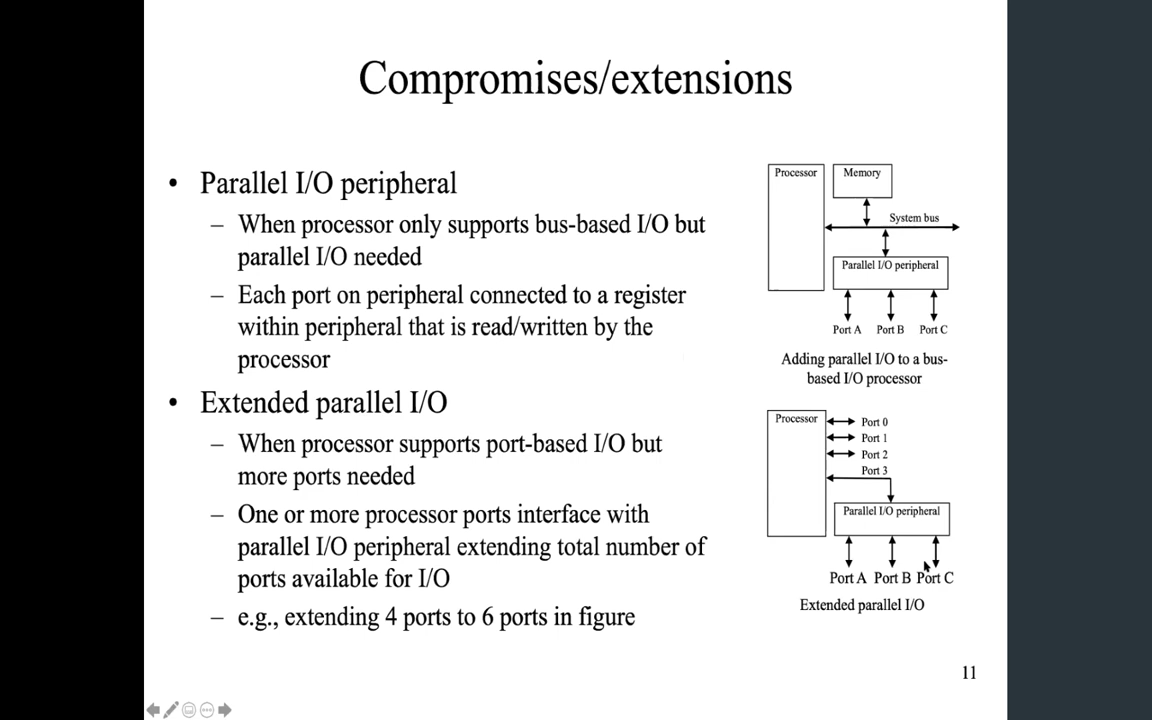 Compromises/extensions
• Parallel I/O peripheral
– When processor only supports bus-based I/O but
parallel I/O needed
– Each port on peripheral connected to a register
within peripheral that is read/written by the
processor
• Extended parallel I/O
– When processor supports port-based I/O but
more ports needed
– One or more processor ports interface with
parallel I/O peripheral extending total number of
ports available for I/O
– e.g., extending 4 ports to 6 ports in figure
Processor
Memory
System bus
Parallel I/O peripheral
Port A Port B Port C
Adding parallel I/O to a bus-
based I/O processor
Processor
Port 0
Port 1
Port 2
Port 3
Parallel I/O peripheral
Port A Port B Port C
Extended parallel I/O
11